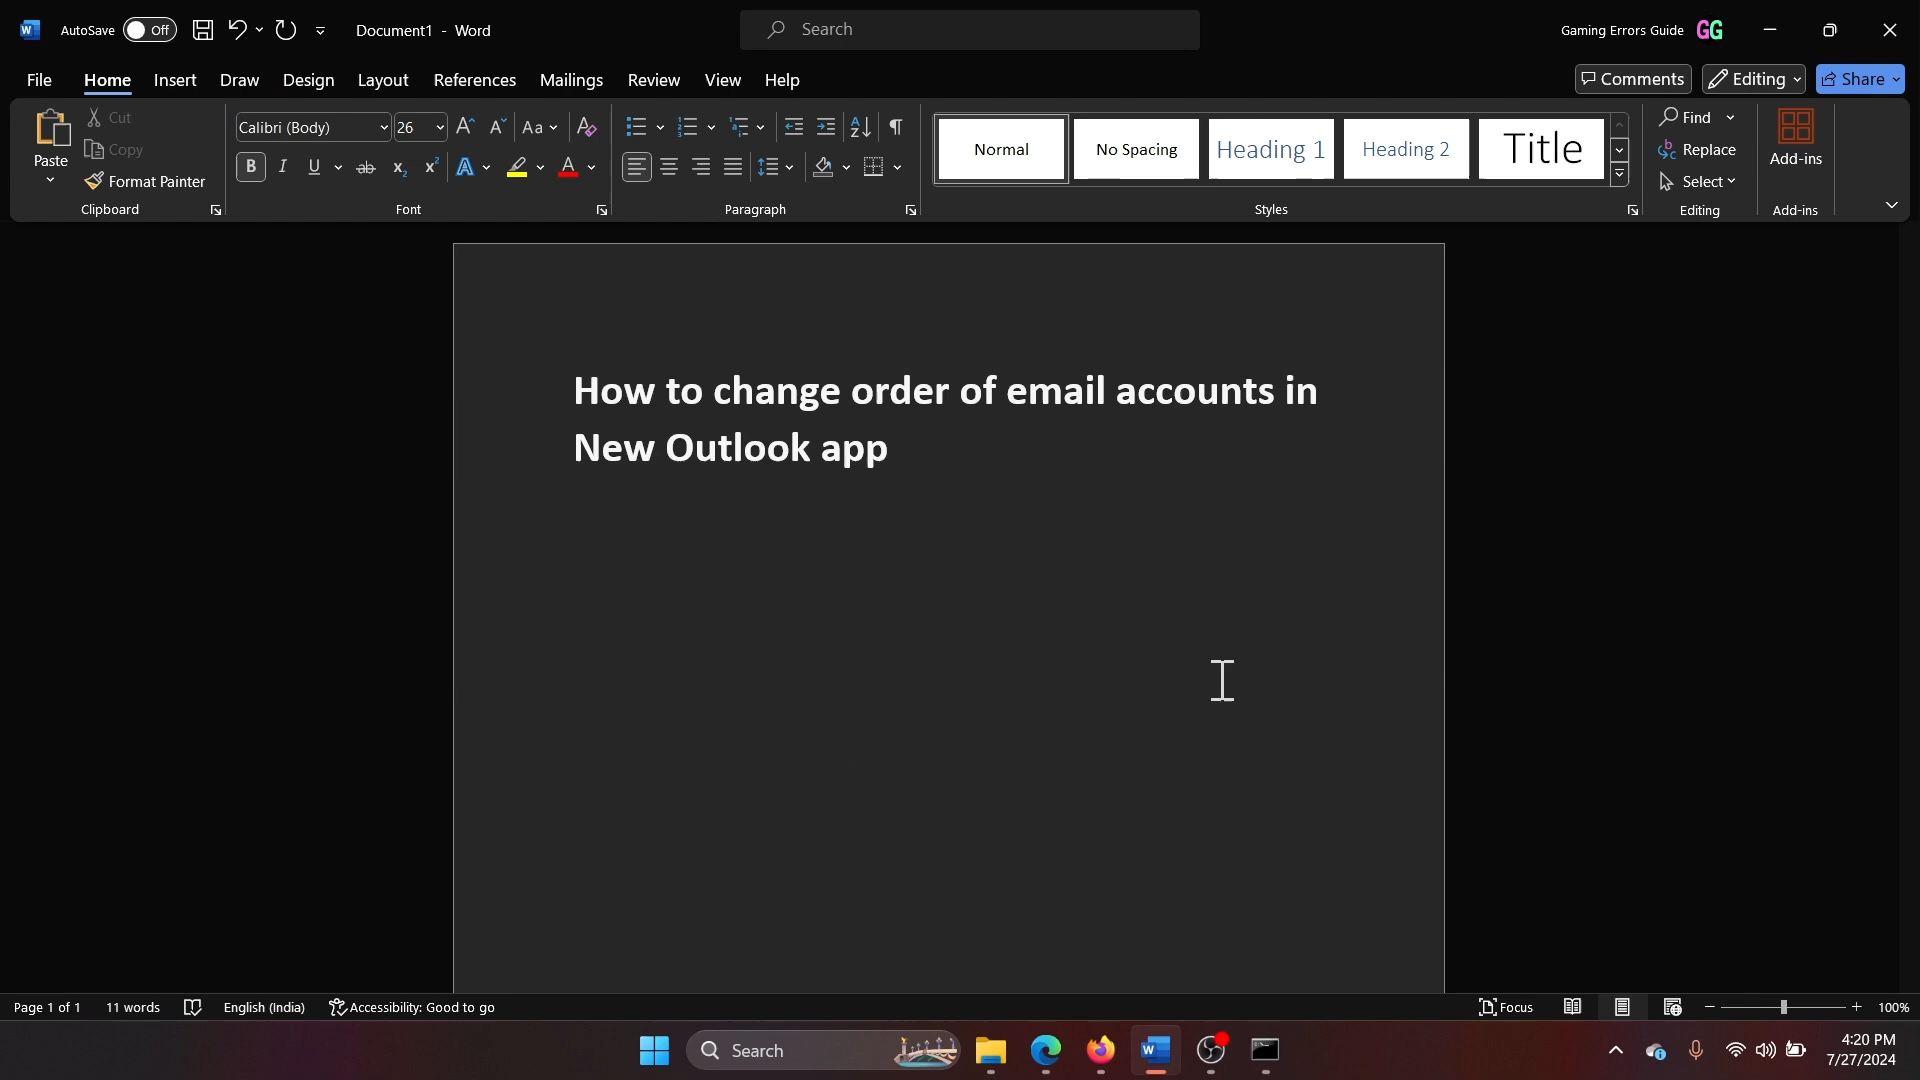 AutoSave Off Document1 - Word Search Gaming Errors Guide GG
File Home Insert Draw Design Layout References Mailings Review View Help Comments Editing Share
Paste Cut Copy Format Painter Clipboard
Calibri (Body) 26 Aa Font
Paragraph
Normal No Spacing Heading 1 Heading 2 Title Styles
Find Replace Select Editing
Add-ins Add-ins
How to change order of email accounts in
New Outlook app
Page 1 of 1 11 words English (India) Accessibility: Good to go Focus 100%
Search 4:20 PM
7/27/2024